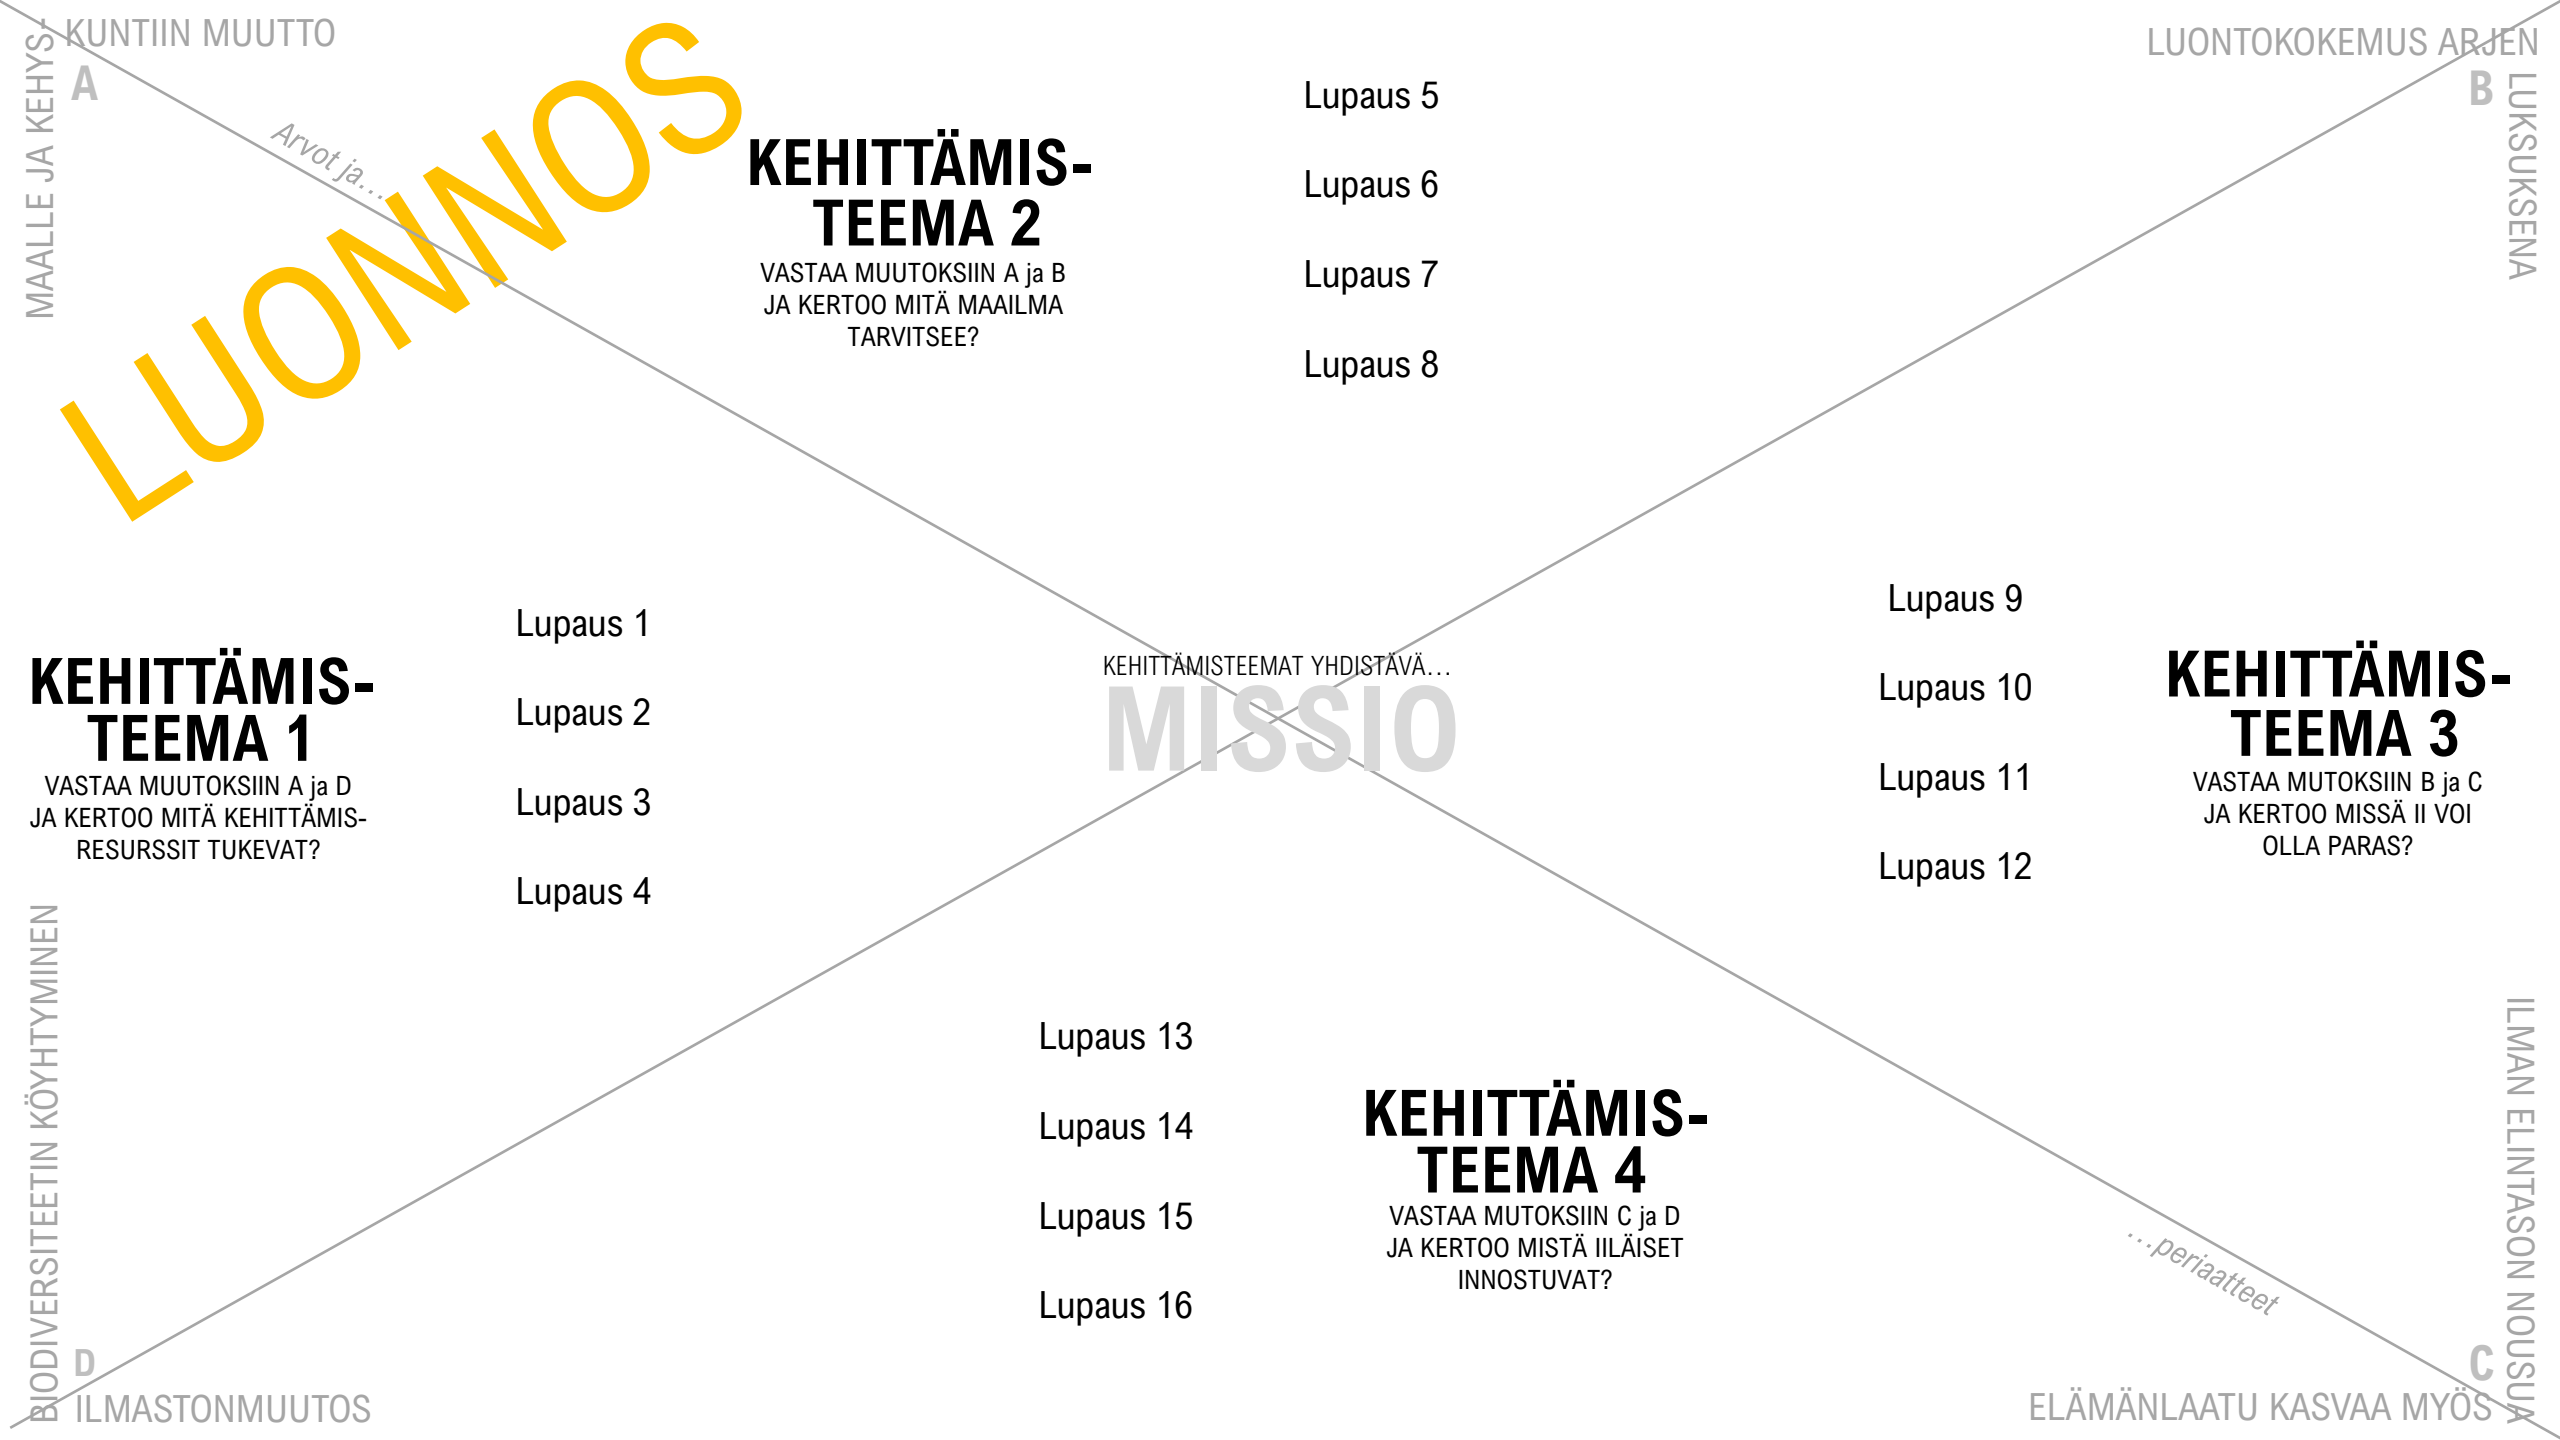 MAALLE JA KEHYS-
KUNTIIN MUUTTO
A
Arvot ja…
LUONNOS
KEHITTÄMIS-
TEEMA 2
VASTAA MUUTOKSIIN A ja B
JA KERTOO MITÄ MAAILMA
TARVITSEE?
Lupaus 5
Lupaus 6
Lupaus 7
Lupaus 8
LUONTOKOKEMUS ARJEN
LUKSUKSENA
B
KEHITTÄMIS-
TEEMA 1
VASTAA MUUTOKSIIN A ja D
JA KERTOO MITÄ KEHITTÄMIS-
RESURSSIT TUKEVAT?
Lupaus 1
Lupaus 2
Lupaus 3
Lupaus 4
KEHITTÄMISTEEMAT YHDISTÄVÄ…
MISSIO
Lupaus 9
Lupaus 10
Lupaus 11
Lupaus 12
KEHITTÄMIS-
TEEMA 3
VASTAA MUTOKSIIN B ja C
JA KERTOO MISSÄ II VOI
OLLA PARAS?
Lupaus 13
Lupaus 14
Lupaus 15
Lupaus 16
KEHITTÄMIS-
TEEMA 4
VASTAA MUTOKSIIN C ja D
JA KERTOO MISTÄ IILÄISET
INNOSTUVAT?
…periaatteet
BIODIVERSITEETIN KÖYHTYMINEN
D
ILMASTONMUUTOS
C
ELÄMÄNLAATU KASVAA MYÖS
ILMAN ELINTASON NOUSUA